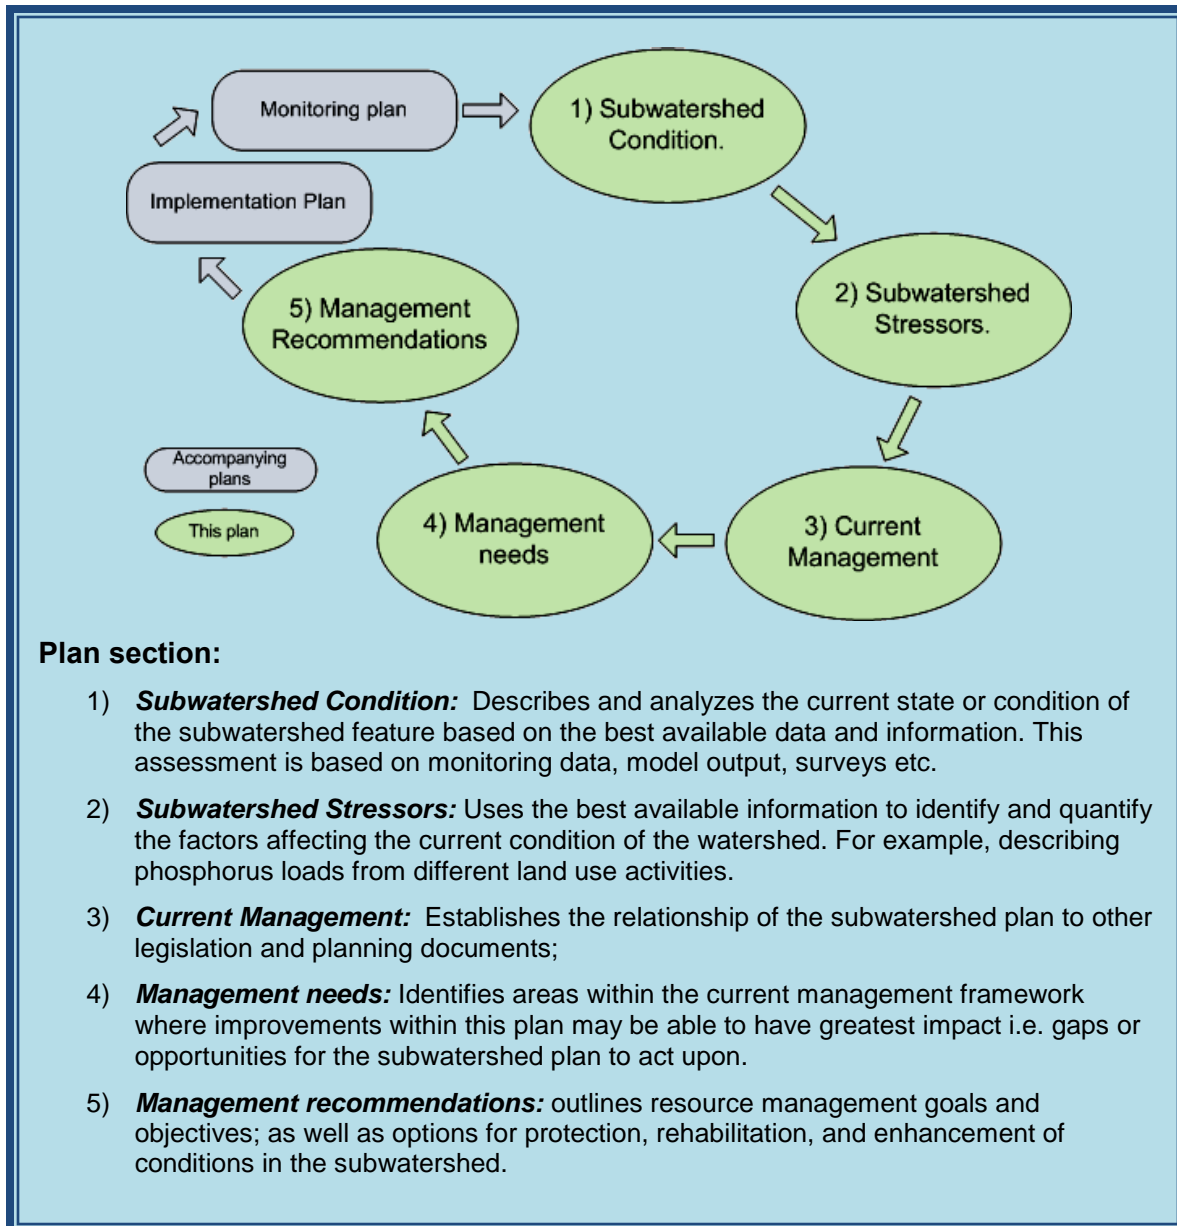 Monitoring plan
1) Subwatershed
Condition.
Implementation Plan
2) Subwatershed
Stressors.
5) Management
Recommendations
Accompanying
plans
This plan
4) Management
needs
3) Current
Management
Plan section:
1) Subwatershed Condition: Describes and analyzes the current state or condition of
the subwatershed feature based on the best available data and information. This
assessment is based on monitoring data, model output, surveys etc.
2) Subwatershed Stressors: Uses the best available information to identify and quantify
the factors affecting the current condition of the watershed. For example, describing
phosphorus loads from different land use activities.
3) Current Management: Establishes the relationship of the subwatershed plan to other
legislation and planning documents;
4) Management needs: Identifies areas within the current management framework
where improvements within this plan may be able to have greatest impact i.e. gaps or
opportunities for the subwatershed plan to act upon.
5) Management recommendations: outlines resource management goals and
objectives; as well as options for protection, rehabilitation, and enhancement of
conditions in the subwatershed.